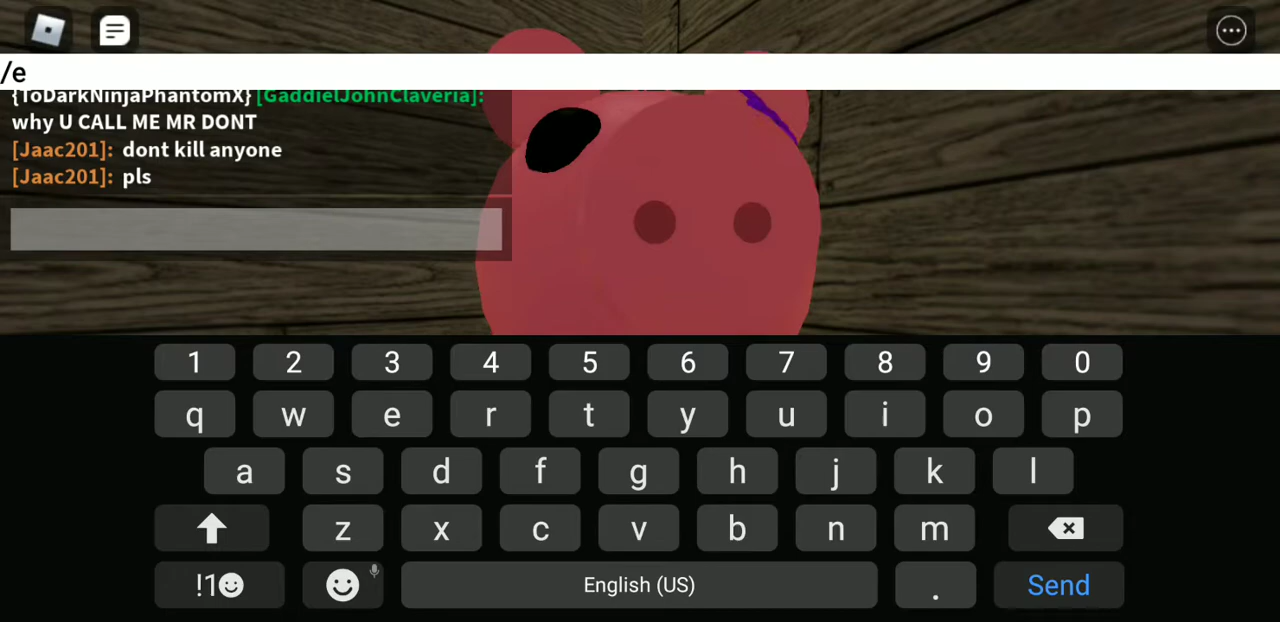 /e
{ToDarkNinjaPhantomX} [GaddielJohnClaveria]:
why U CALL ME MR DONT
[Jaac201]: dont kill anyone
[Jaac201]: pls
1 2 3 4 5 6 7 8 9 0
q w e r t y u i o p
a s d f g h j k l
z x c v b n m
!1 English (US) . Send